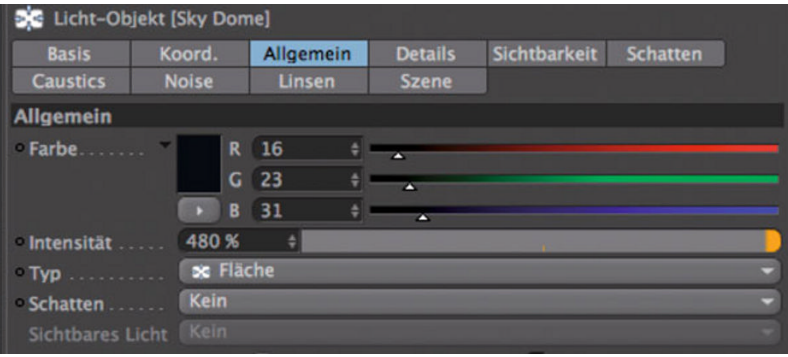 Licht-Objekt [Sky Dome]
Basis Koord. Allgemein Details Sichtbarkeit Schatten
Caustics Noise Linsen Szene
Allgemein
Farbe....... R 16
G 23
B 31
Intensität ..... 480 %
Typ .......... Fläche
Schatten ...... Kein
Sichtbares Licht Kein